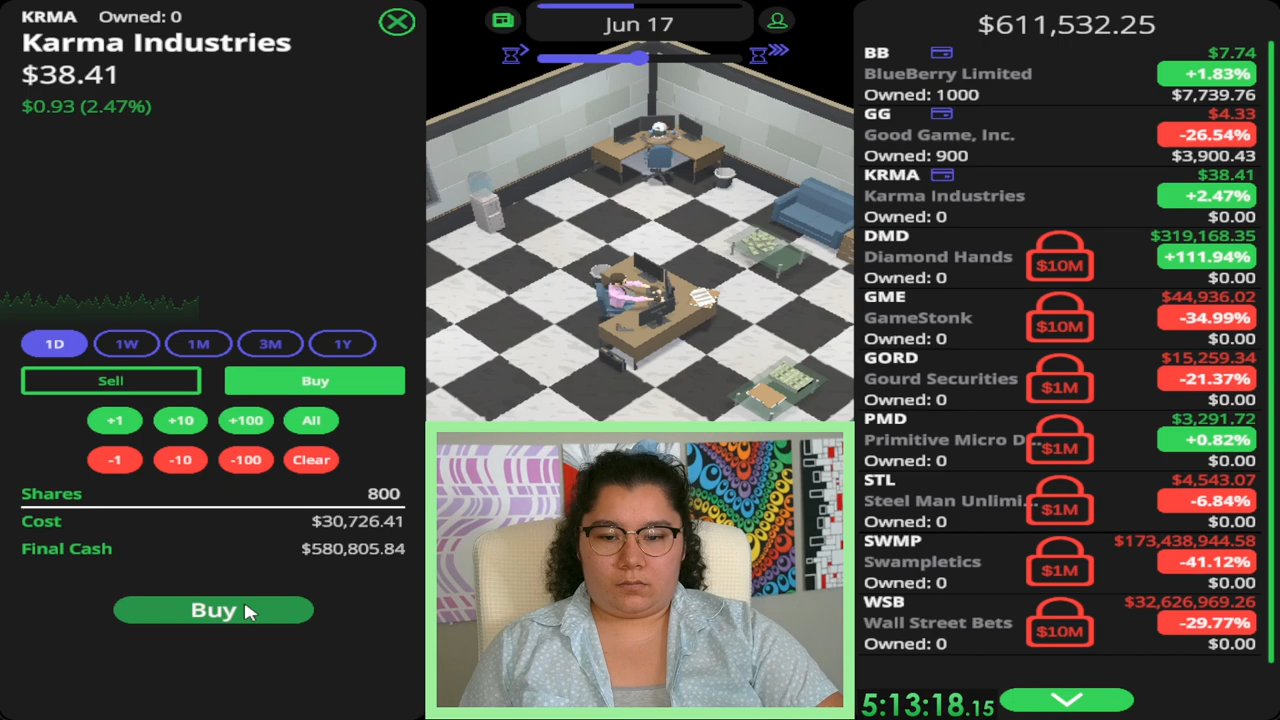 KRMA Owned: 0
Karma Industries
$38.41
$0.93 (2.47%)
1D 1W 1M 3M 1Y
Sell Buy
+1 +10 +100 All
-1 -10 -100 Clear
Shares 800
Cost $30,726.41
Final Cash $580,805.84
Buy
Jun 17
$611,532.25
BB $7.74
BlueBerry Limited +1.83%
Owned: 1000 $7,739.76
GG $4.33
Good Game, Inc. -26.54%
Owned: 900 $3,900.43
KRMA $38.41
Karma Industries +2.47%
Owned: 0 $0.00
DMD $319,168.35
Diamond Hands $10M +111.94%
Owned: 0 $0.00
GME $44,936.02
GameStonk $10M -34.99%
Owned: 0 $0.00
GORD $15,259.34
Gourd Securities $1M -21.37%
Owned: 0 $0.00
PMD $3,291.72
Primitive Micro D... $1M +0.82%
Owned: 0 $0.00
STL $4,543.07
Steel Man Unlimi... $1M -6.84%
Owned: 0 $0.00
SWMP $173,438,944.58
Swampletics $1M -41.12%
Owned: 0 $0.00
WSB $32,626,969.26
Wall Street Bets $10M -29.77%
Owned: 0 $0.00
5:13:18.15